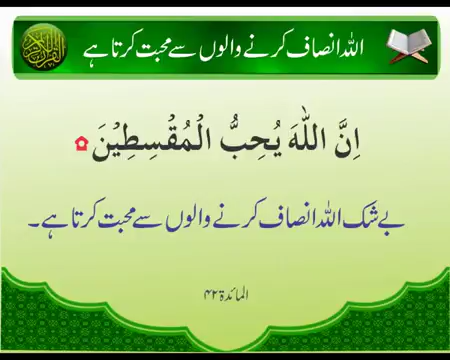 اللہ انصاف کرنے والوں سے محبت کرتا ہے
اِنَّ اللّٰهَ يُحِبُّ الْمُقْسِطِيْنَ
بے شک اللہ انصاف کرنے والوں سے محبت کرتا ہے۔
المائدۃ ۴۲